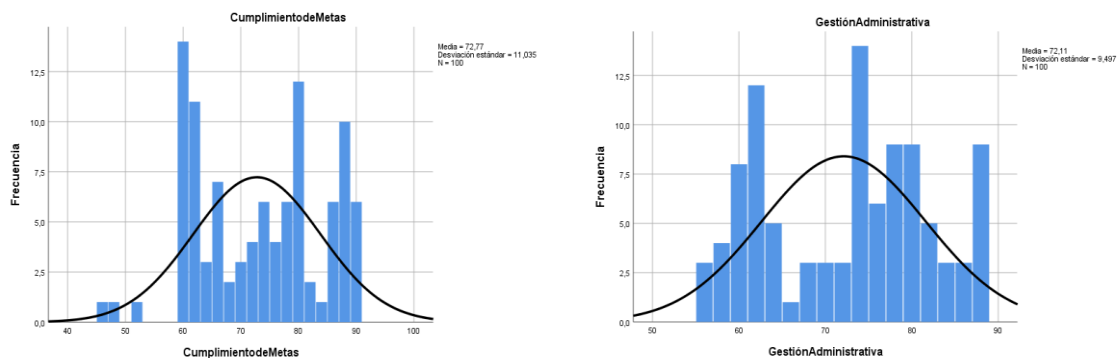 CumplimientodeMetas
Media = 72,77
Desviación estándar = 11,035
N = 100
Frecuencia
12,5
10,0
7,5
5,0
2,5
0,0
40 50 60 70 80 90 100
CumplimientodeMetas
GestiónAdministrativa
Media = 72,11
Desviación estándar = 9,497
N = 100
Frecuencia
12,5
10,0
7,5
5,0
2,5
0,0
50 60 70 80 90
GestiónAdministrativa